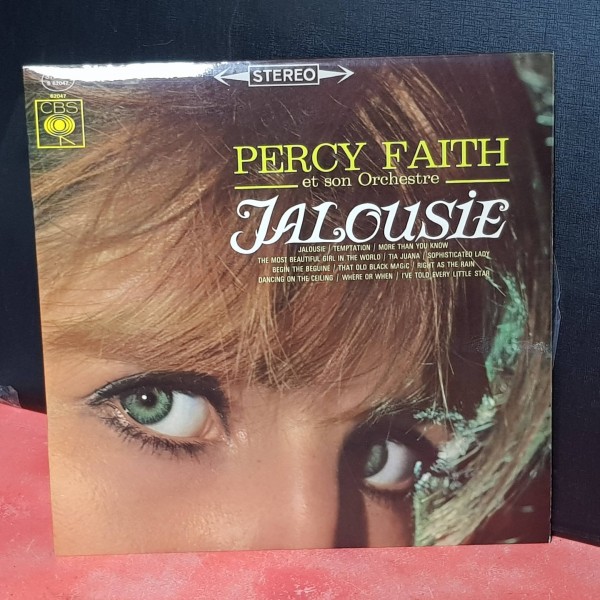 STEREO
S 62047
62047
CBS
PERCY FAITH
et son Orchestre
JALOUSIE
JALOUSIE / TEMPTATION / MORE THAN YOU KNOW
THE MOST BEAUTIFUL GIRL IN THE WORLD / TIA JUANA / SOPHISTICATED LADY
BEGIN THE BEGUINE / THAT OLD BLACK MAGIC / RIGHT AS THE RAIN
DANCING ON THE CEILING / WHERE OR WHEN / I'VE TOLD EVERY LITTLE STAR